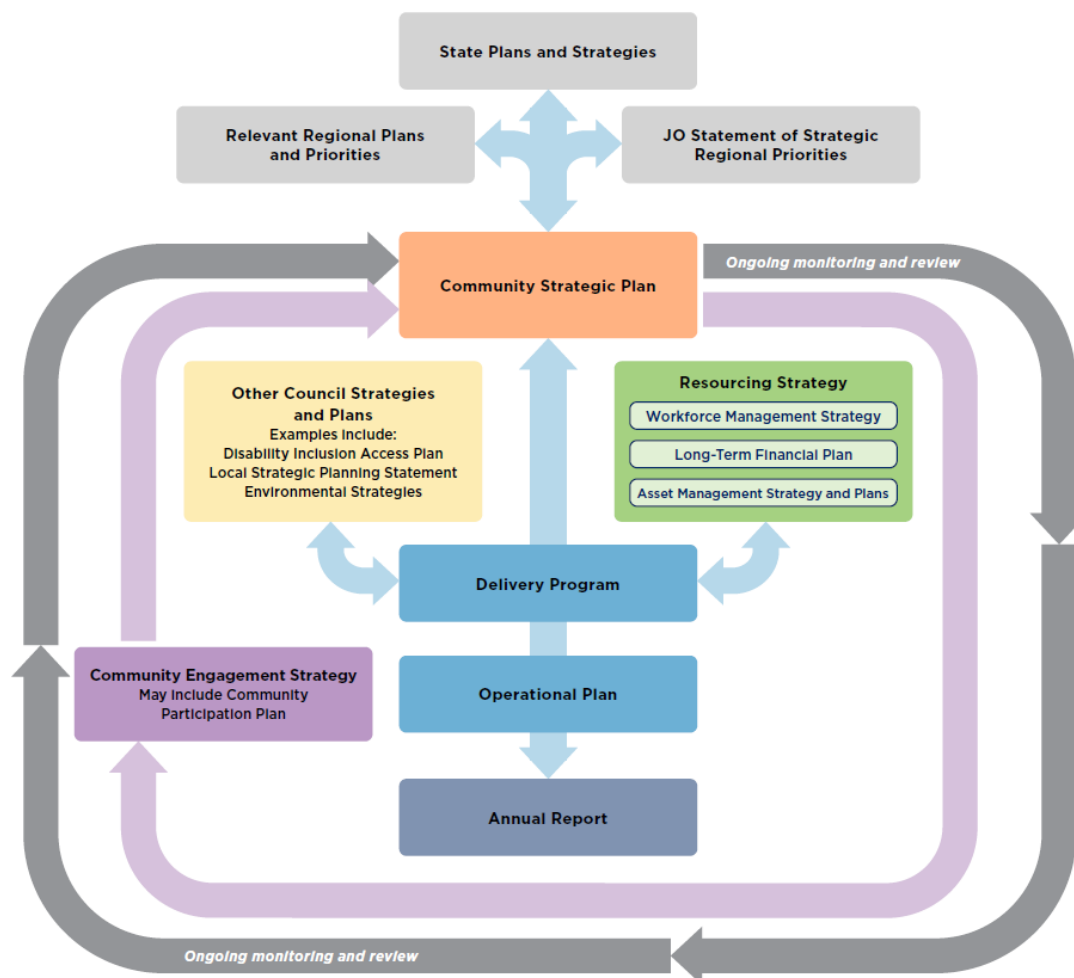 State Plans and Strategies
Relevant Regional Plans
and Priorities
JO Statement of Strategic
Regional Priorities
Community Strategic Plan
Ongoing monitoring and review
Other Council Strategies
and Plans
Examples include:
Disability Inclusion Access Plan
Local Strategic Planning Statement
Environmental Strategies
Resourcing Strategy
Workforce Management Strategy
Long-Term Financial Plan
Asset Management Strategy and Plans
Delivery Program
Community Engagement Strategy
May include Community
Participation Plan
Operational Plan
Annual Report
Ongoing monitoring and review